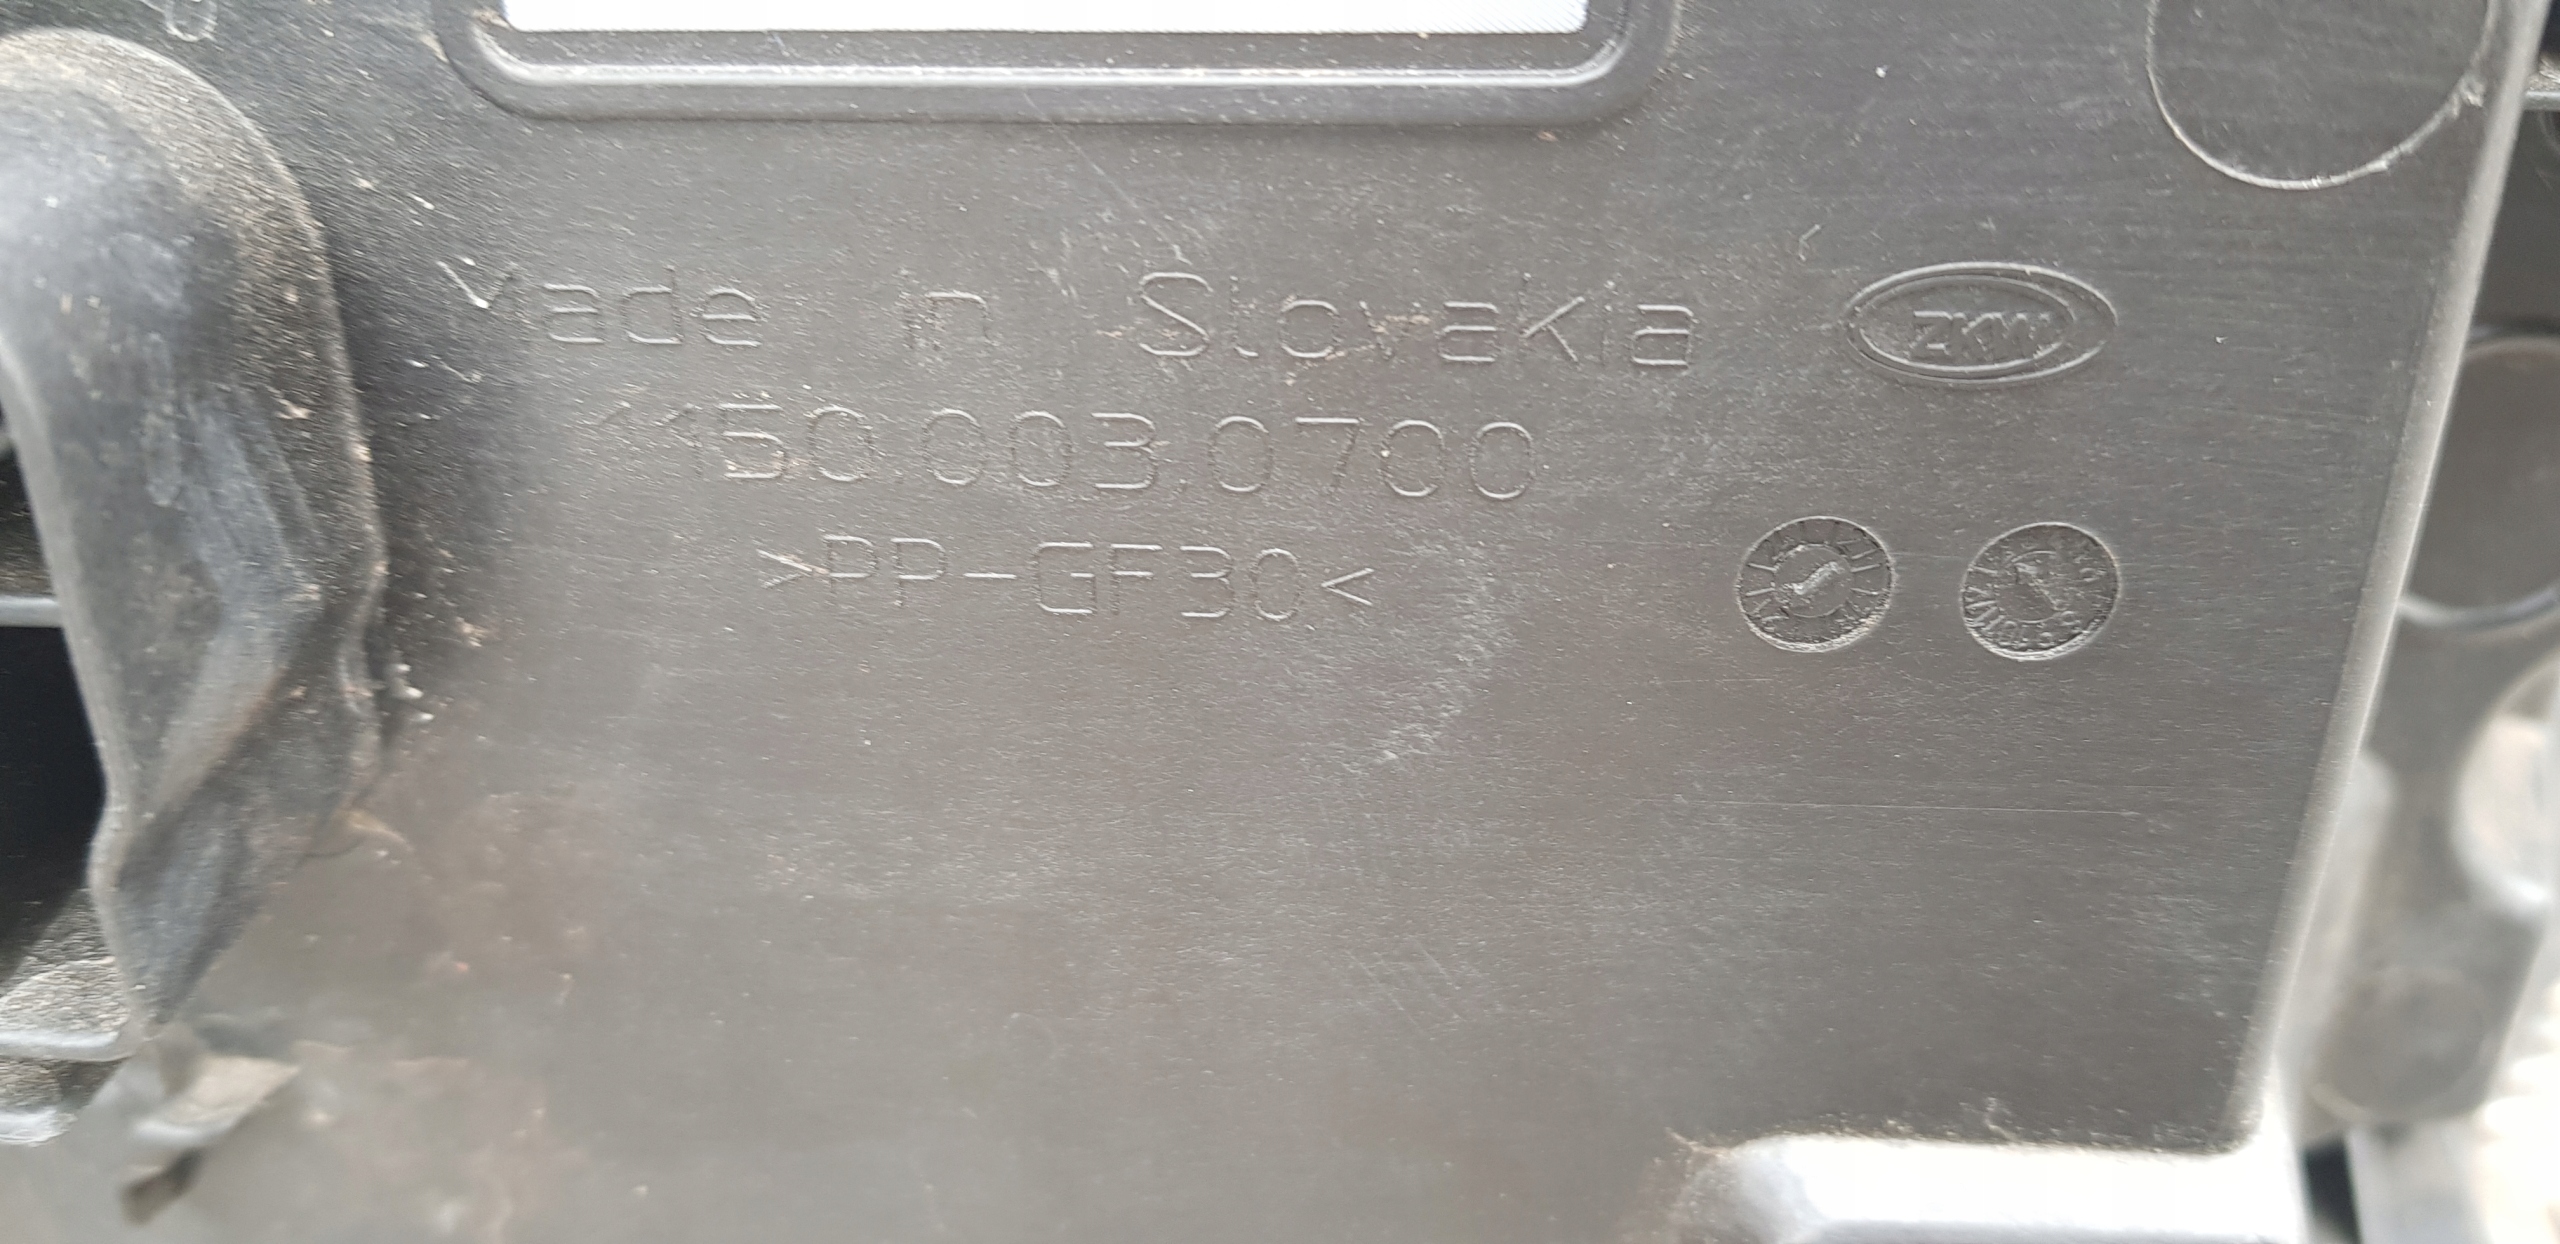 Made in Slovakia
ZKW
1150.003.0700
>PP-GF30<